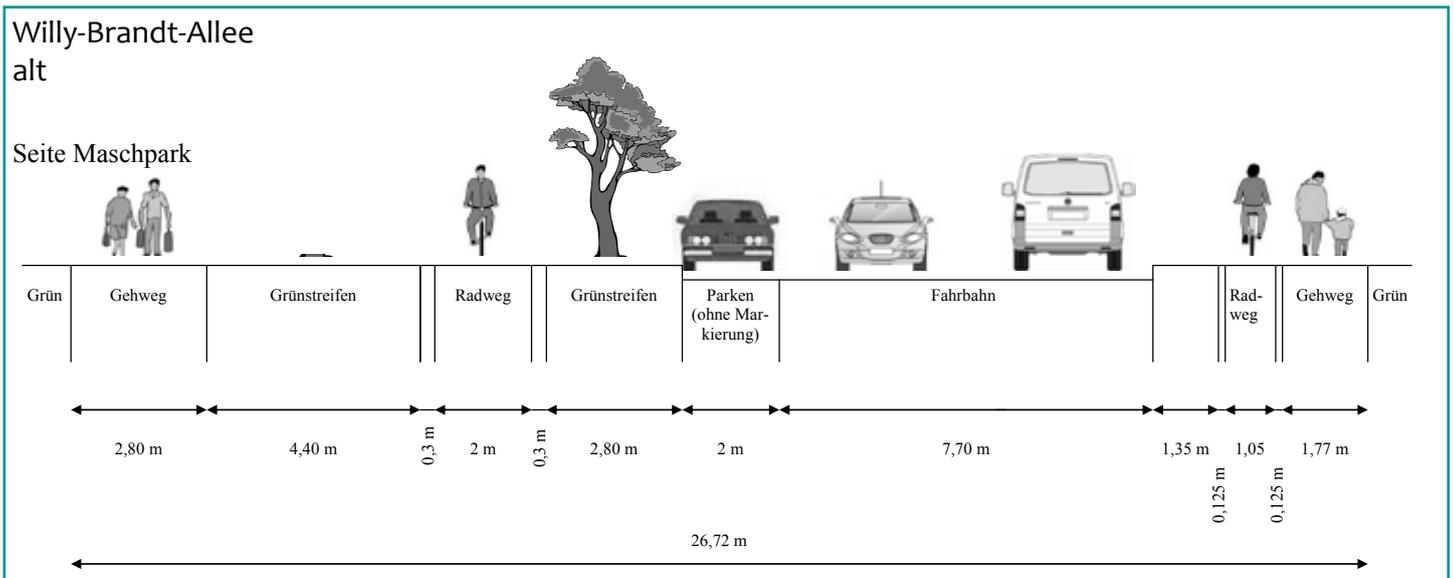 Willy-Brandt-Allee
alt
Seite Maschpark
Grün
Gehweg
Grünstreifen
Radweg
Grünstreifen
Parken
(ohne Mar-
kierung)
Fahrbahn
Rad-
weg
Gehweg
Grün
2,80 m
4,40 m
0,3 m
2 m
0,3 m
2,80 m
2 m
7,70 m
1,35 m
0,125 m
1,05
0,125 m
1,77 m
26,72 m